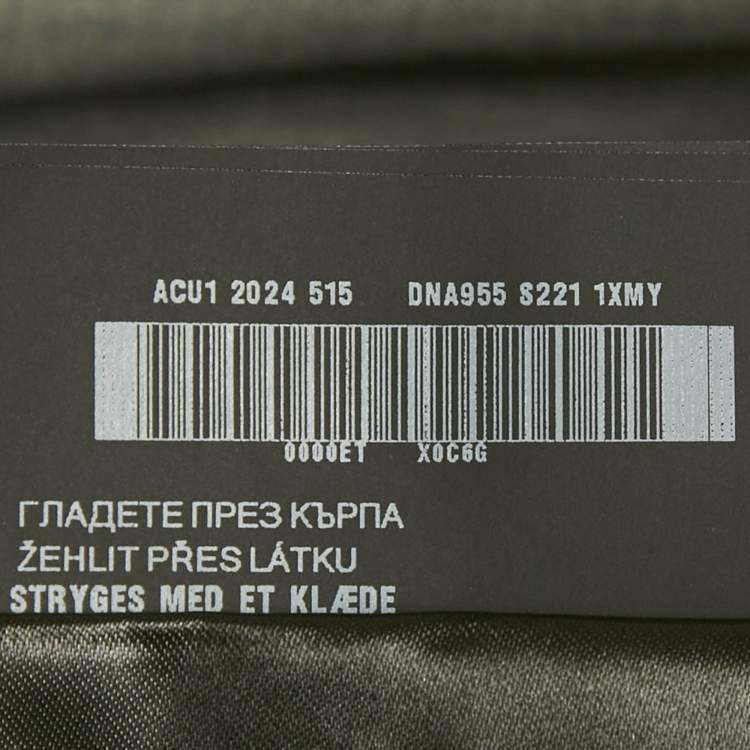 ACU1 2024 515 DNA955 S221 1XMY
0000ET X0C6G
ГЛАДЕТЕ ПРЕЗ КЪРПА
ŽEHLIT PŘES LÁTKU
STRYGES MED ET KLÆDE